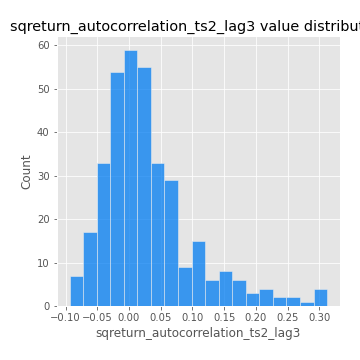 sqreturn_autocorrelation_ts2_lag3 value distribut
60
50
40
30
20
10
0
Count
−0.10 −0.05 0.00 0.05 0.10 0.15 0.20 0.25 0.30
sqreturn_autocorrelation_ts2_lag3